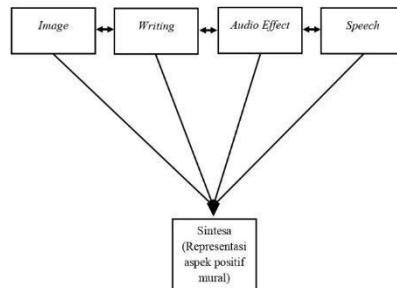 Image
Writing
Audio Effect
Speech
Sintesa
(Representasi
aspek positif
mural)